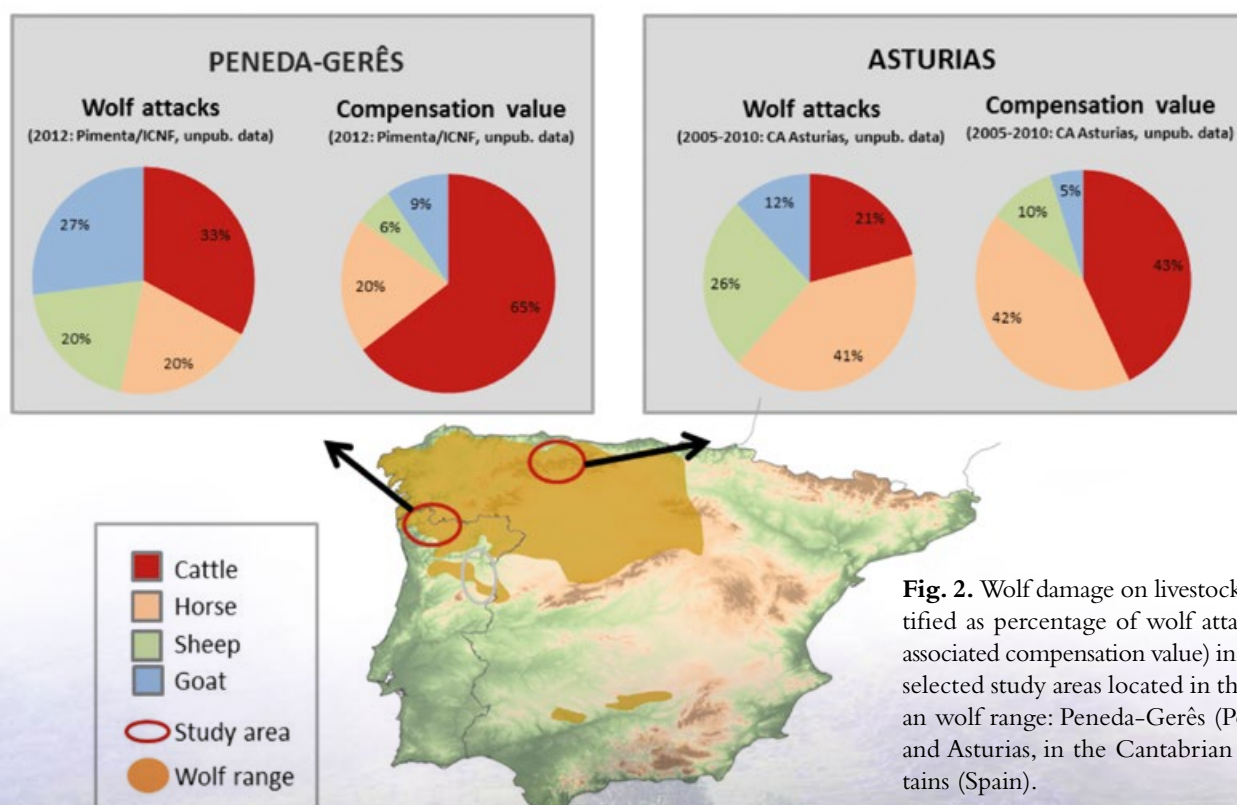 PENEDA-GERÊS
Wolf attacks
(2012: Pimenta/ICNF, unpub. data)
27%
33%
20%
20%
Compensation value
(2012: Pimenta/ICNF, unpub. data)
9%
6%
20%
65%
ASTURIAS
Wolf attacks
(2005-2010: CA Asturias, unpub. data)
12%
21%
26%
41%
Compensation value
(2005-2010: CA Asturias, unpub. data)
5%
10%
43%
42%
Cattle
Horse
Sheep
Goat
Study area
Wolf range
Fig. 2. Wolf damage on livestock
tified as percentage of wolf atta
associated compensation value) in
selected study areas located in th
an wolf range: Peneda-Gerês (P
and Asturias, in the Cantabrian
tains (Spain).